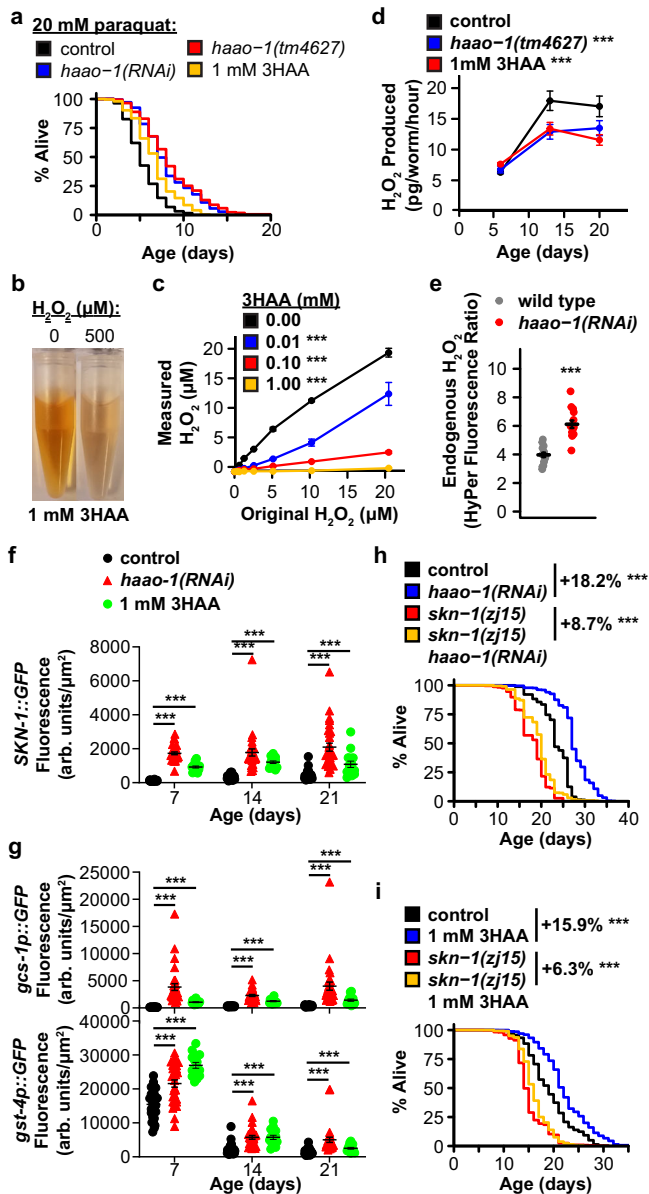 a
20 mM paraquat:
control
haao−1(tm4627)
haao−1(RNAi)
1 mM 3HAA
100
75
50
25
0
% Alive
0 10 20
Age (days)
d
control
haao−1(tm4627) ***
1mM 3HAA ***
20
15
10
5
0
H₂O₂ Produced
(pg/worm/hour)
0 5 10 15 20
Age (days)
b
H₂O₂ (µM):
0 500
1 mM 3HAA
c
3HAA (mM)
0.00
0.01 ***
0.10 ***
1.00 ***
20
15
10
5
0
Measured
H₂O₂ (µM)
0 5 10 15 20
Original H₂O₂ (µM)
e
wild type
haao−1(RNAi)
***
10
8
6
4
2
0
Endogenous H₂O₂
(HyPer Fluorescence Ratio)
f
control
haao-1(RNAi)
1 mM 3HAA
8000
6000
4000
2000
0
SKN-1::GFP
Fluorescence
(arb. units/µm²)
***
***
***
***
***
***
7 14 21
Age (days)
g
25000
20000
15000
10000
5000
0
gcs-1p::GFP
Fluorescence
(arb. units/µm²)
***
***
***
***
***
***
40000
30000
20000
10000
0
gst-4p::GFP
Fluorescence
(arb. units/µm²)
***
***
***
***
***
***
7 14 21
Age (days)
h
control
haao−1(RNAi)
+18.2% ***
skn−1(zj15)
skn−1(zj15)
haao−1(RNAi)
+8.7% ***
100
75
50
25
0
% Alive
0 10 20 30 40
Age (days)
i
control
1 mM 3HAA
+15.9% ***
skn−1(zj15)
skn−1(zj15)
1 mM 3HAA
+6.3% ***
100
75
50
25
0
% Alive
0 10 20 30
Age (days)